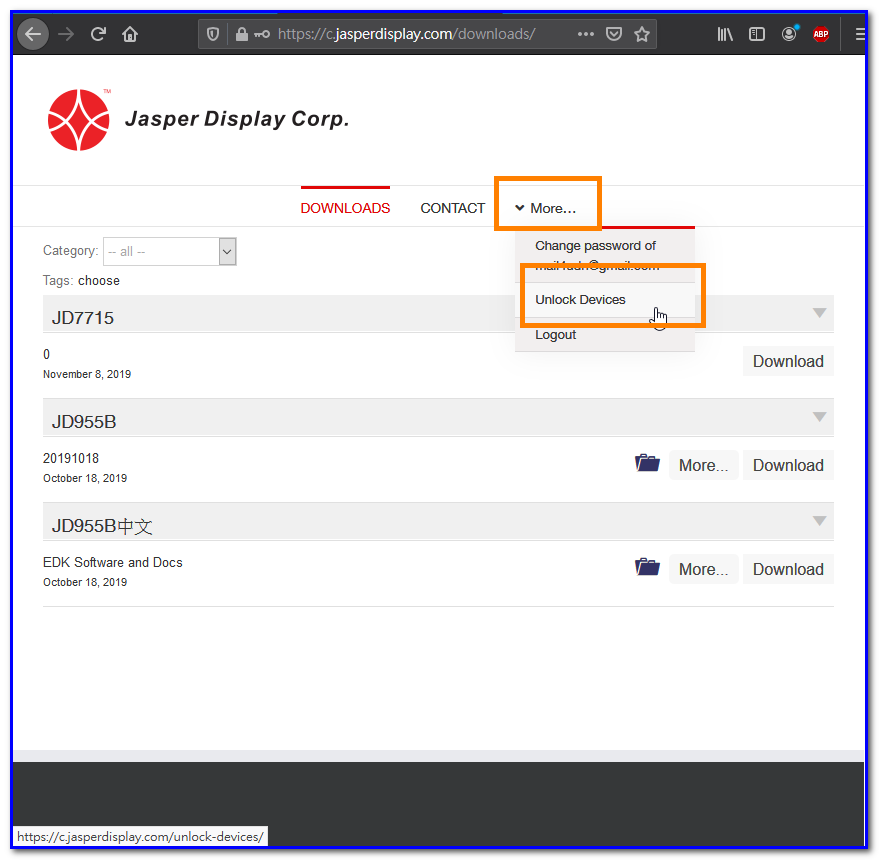 https://c.jasperdisplay.com/downloads/
ABP
Jasper Display Corp.
TM
DOWNLOADS
CONTACT
More...
Category: -- all --
Change password of
Tags: choose
Unlock Devices
Logout
JD7715
0
November 8, 2019
Download
JD955B
20191018
October 18, 2019
More...
Download
JD955B中文
EDK Software and Docs
October 18, 2019
More...
Download
https://c.jasperdisplay.com/unlock-devices/